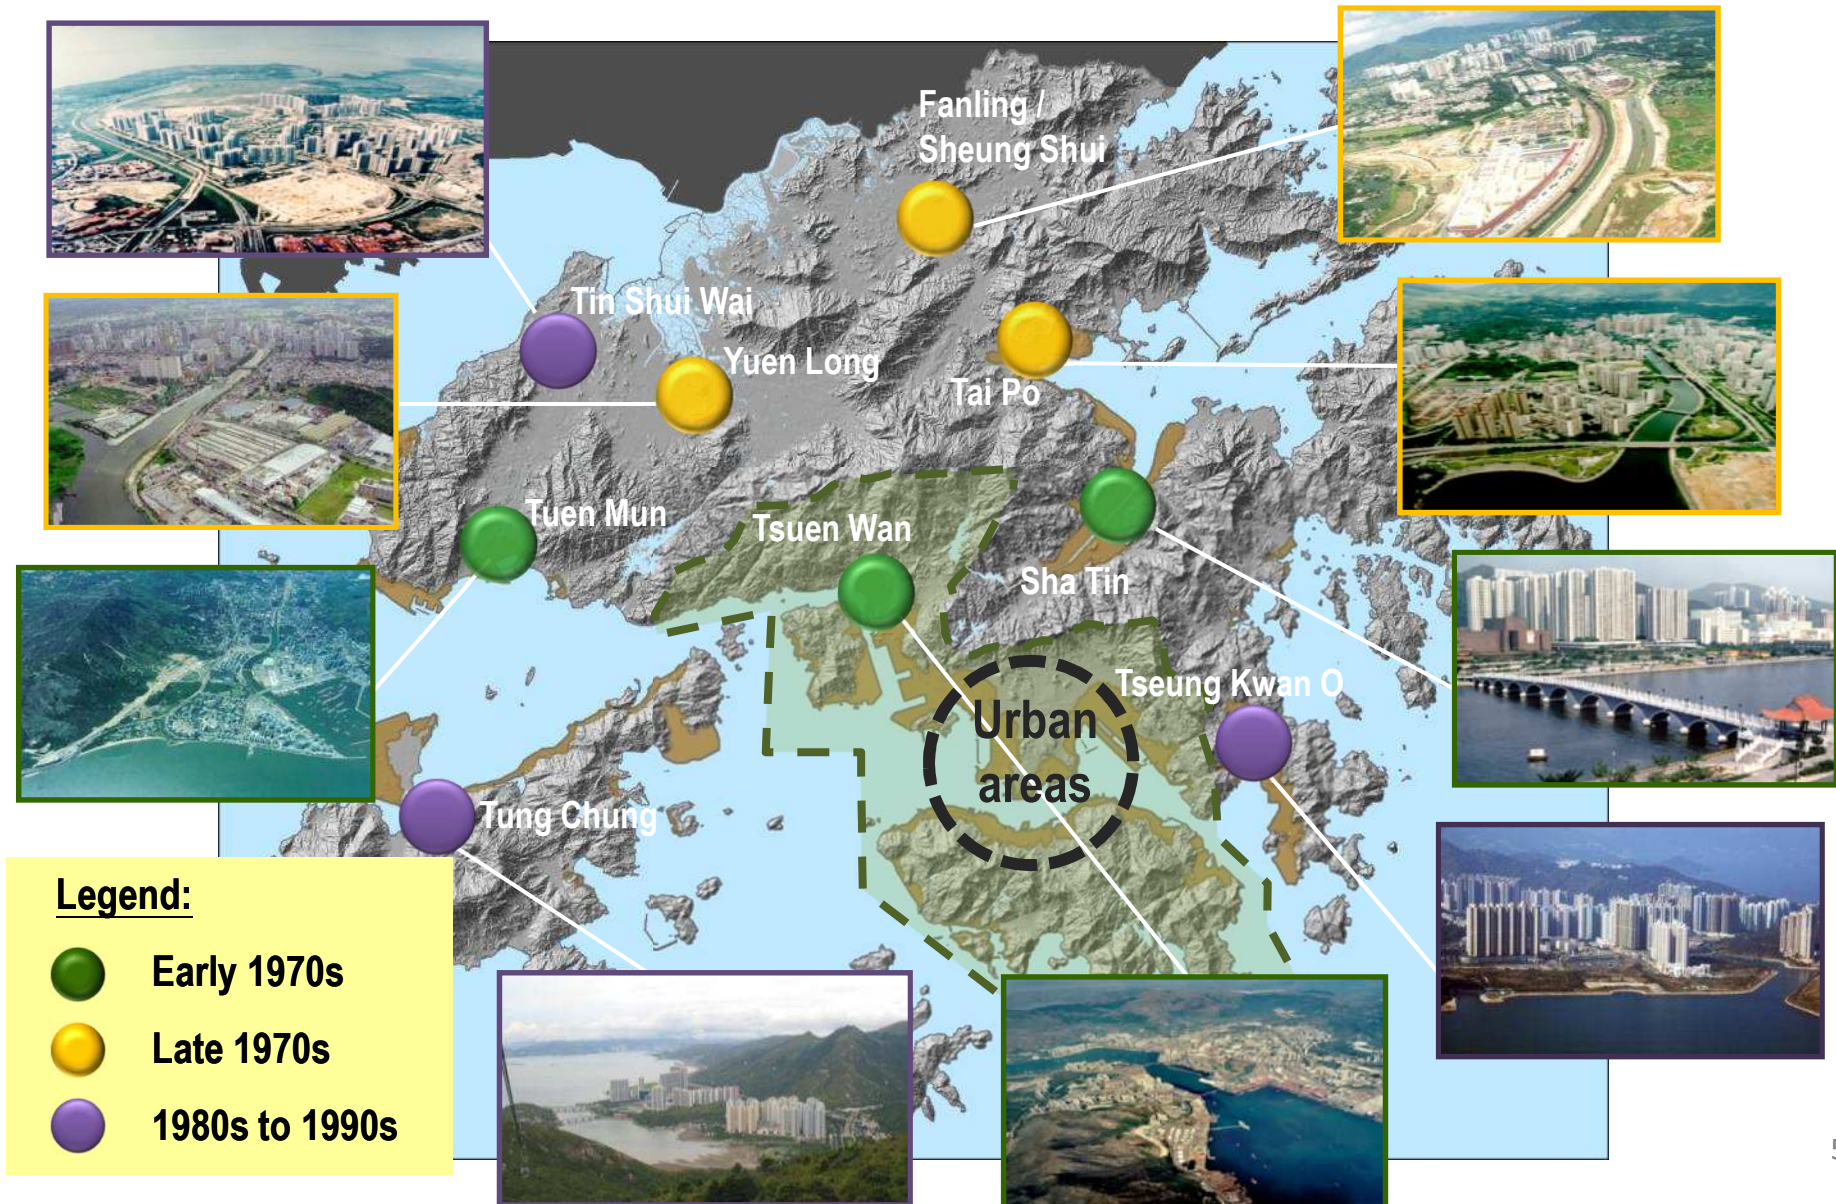 Fanling /
Sheung Shui
Tin Shui Wai
Yuen Long
Tai Po
Tuen Mun
Tsuen Wan
Sha Tin
Tseung Kwan O
Urban
areas
Tung Chung
Legend:
Early 1970s
Late 1970s
1980s to 1990s
5